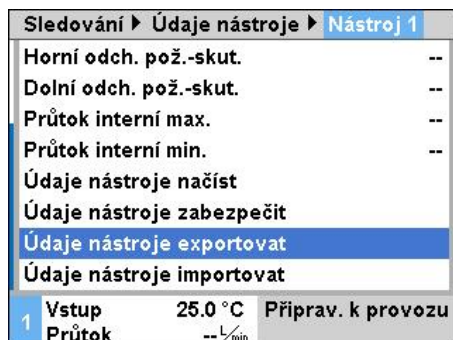 Sledování ▶ Údaje nástroje ▶ Nástroj 1
Horní odch. pož.-skut. --
Dolní odch. pož.-skut. --
Průtok interní max. --
Průtok interní min. --
Údaje nástroje načíst
Údaje nástroje zabezpečit
Údaje nástroje exportovat
Údaje nástroje importovat
1 Vstup 25.0 °C Připrav. k provozu
Průtok -- L/min